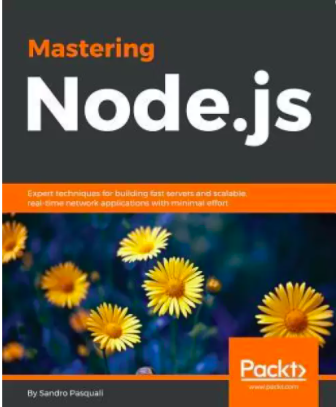 Mastering
Node.js
Expert techniques for building fast servers and scalable,
real-time network applications with minimal effort
Packt>
www.packt.com
By Sandro Pasquali